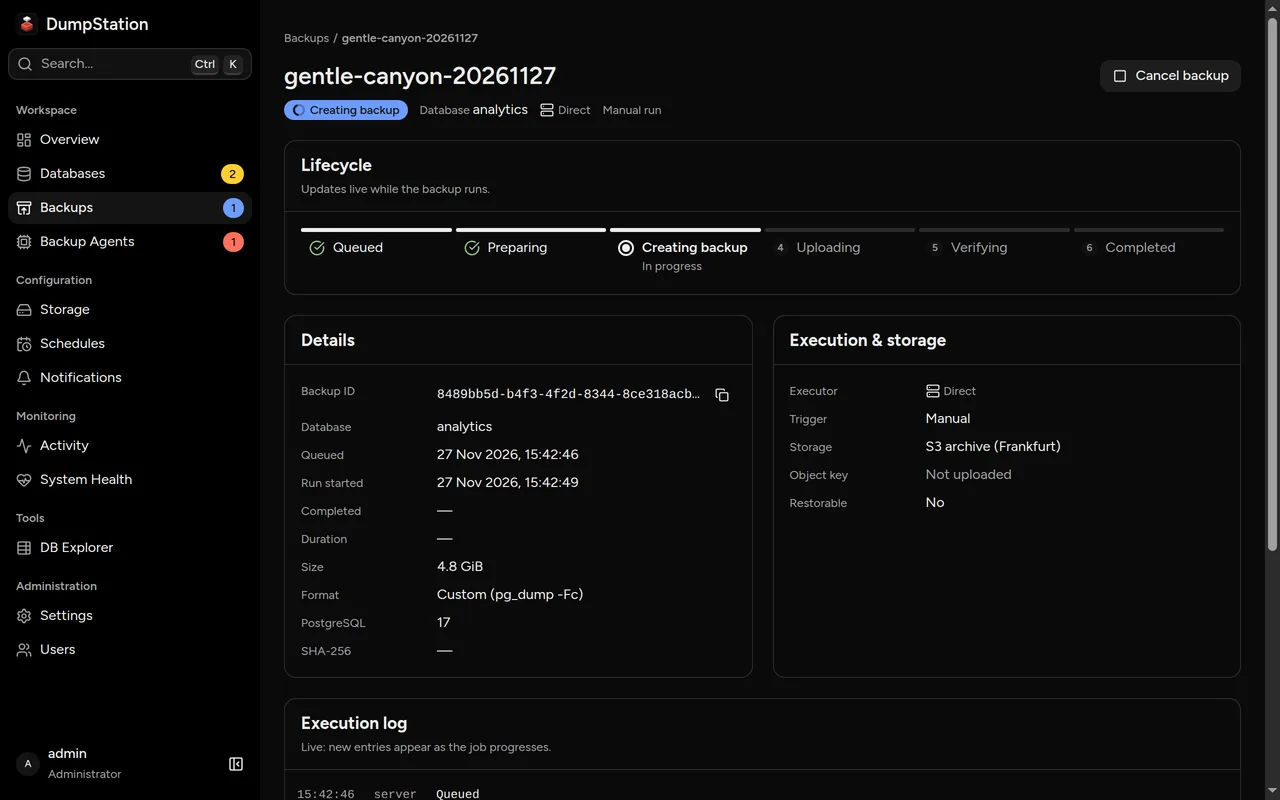 DumpStation
Search...
Ctrl K
Workspace
Overview
Databases 2
Backups 1
Backup Agents 1
Configuration
Storage
Schedules
Notifications
Monitoring
Activity
System Health
Tools
DB Explorer
Administration
Settings
Users
A
admin
Administrator
Backups / gentle-canyon-20261127
gentle-canyon-20261127
Cancel backup
Creating backup Database analytics Direct Manual run
Lifecycle
Updates live while the backup runs.
Queued
Preparing
Creating backup
In progress
4 Uploading
5 Verifying
6 Completed
Details
Backup ID 8489bb5d-b4f3-4f2d-8344-8ce318acb…
Database analytics
Queued 27 Nov 2026, 15:42:46
Run started 27 Nov 2026, 15:42:49
Completed —
Duration —
Size 4.8 GiB
Format Custom (pg_dump -Fc)
PostgreSQL 17
SHA-256 —
Execution & storage
Executor Direct
Trigger Manual
Storage S3 archive (Frankfurt)
Object key Not uploaded
Restorable No
Execution log
Live: new entries appear as the job progresses.
15:42:46 server Queued